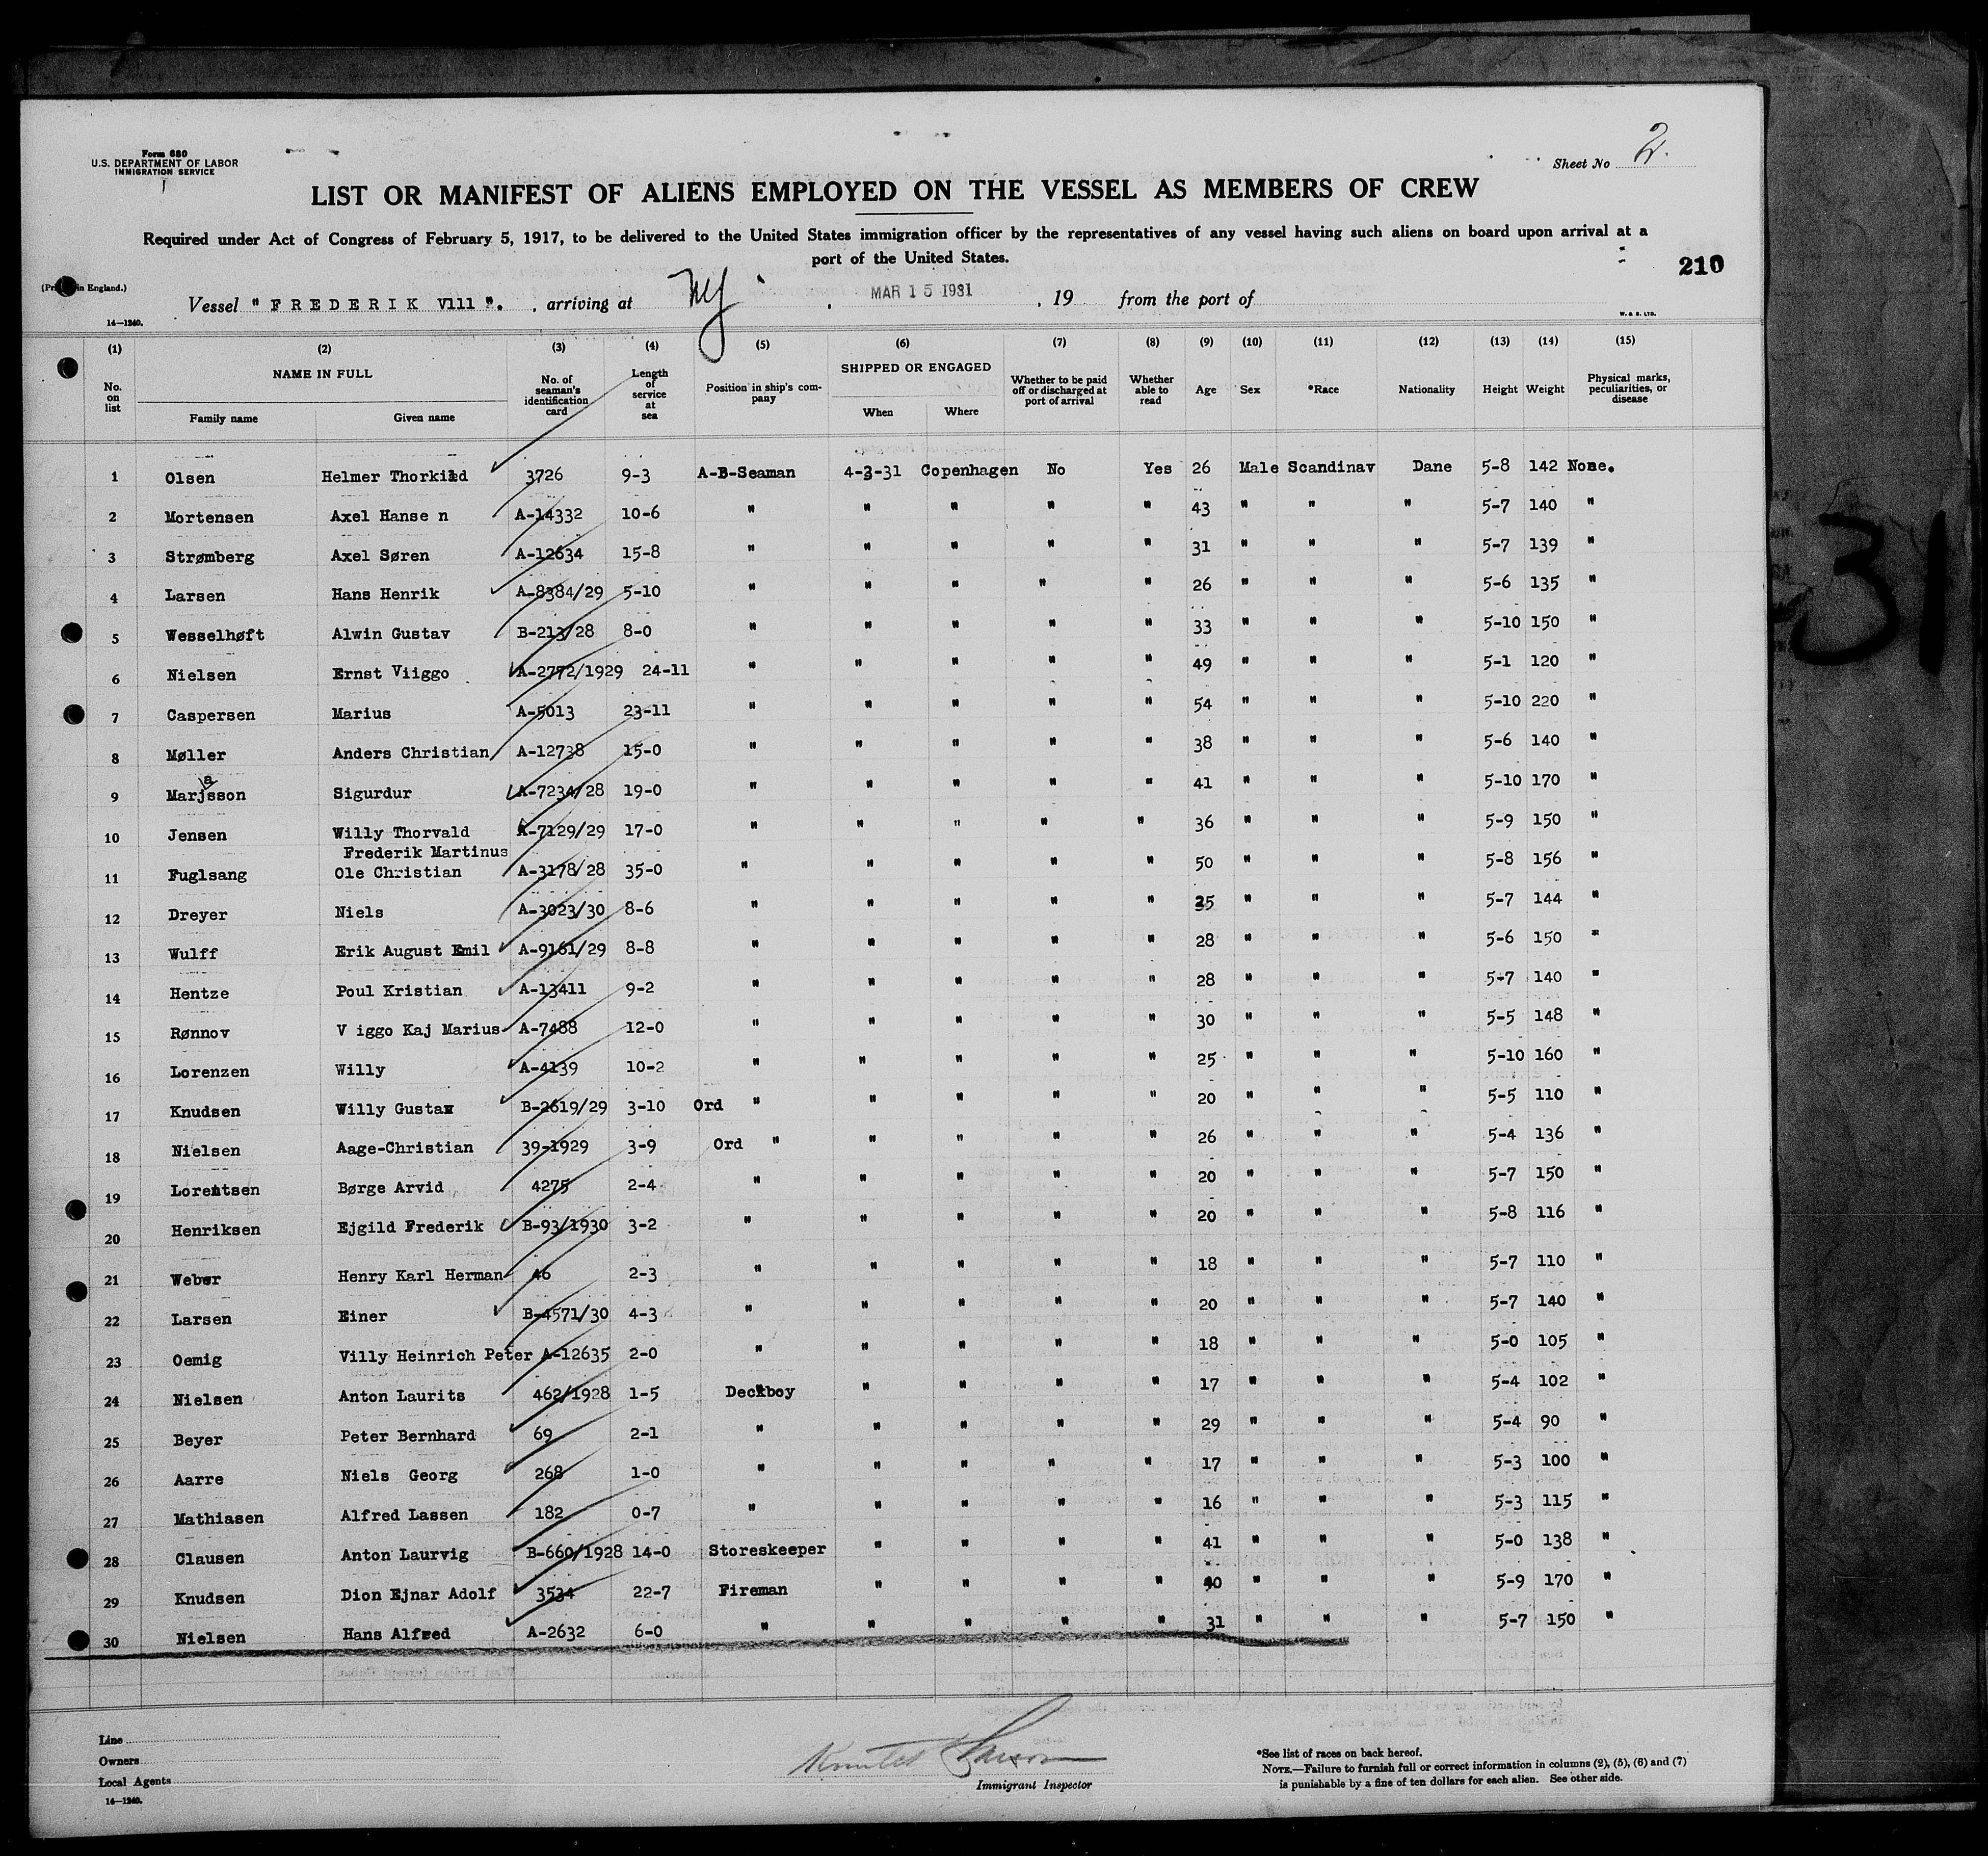 Form 680
U.S. DEPARTMENT OF LABOR
IMMIGRATION SERVICE
Sheet No 2.
LIST OR MANIFEST OF ALIENS EMPLOYED ON THE VESSEL AS MEMBERS OF CREW
Required under Act of Congress of February 5, 1917, to be delivered to the United States immigration officer by the representatives of any vessel having such aliens on board upon arrival at a
port of the United States.
210
(Pr in England.)
Vessel " FREDERIK V111 ". , arriving at NY , MAR 15 1931 , 19 from the port of
14—1240.
W. & S. LTD.
(1) (2) (3) (4) (5) (6) (7) (8) (9) (10) (11) (12) (13) (14) (15)
No. on list NAME IN FULL Family name Given name No. of seaman's identification card Length of service at sea Position in ship's company SHIPPED OR ENGAGED When Where Whether to be paid off or discharged at port of arrival Whether able to read Age Sex *Race Nationality Height Weight Physical marks, peculiarities, or disease
1 Olsen Helmer Thorkild 3726 9-3 A-B-Seaman 4-3-31 Copenhagen No Yes 26 Male Scandinav Dane 5-8 142 None.
2 Mortensen Axel Hanse n A-14332 10-6 " " " " " 43 " " " 5-7 140 "
3 Strømberg Axel Søren A-12634 15-8 " " " " " 31 " " " 5-7 139 "
4 Larsen Hans Henrik A-8384/29 5-10 " " " " " 26 " " " 5-6 135 "
5 Wesselhøft Alwin Gustav B-213/28 8-0 " " " " " 33 " " " 5-10 150 "
6 Nielsen Ernst Viiggo A-2772/1929 24-11 " " " " " 49 " " " 5-1 120 "
7 Caspersen Marius A-5013 23-11 " " " " " 54 " " " 5-10 220 "
8 Møller Anders Christian A-12738 15-0 " " " " " 38 " " " 5-6 140 "
a
9 Marjsson Sigurdur A-7234/28 19-0 " " " " " 41 " " " 5-10 170 "
10 Jensen Willy Thorvald A-7129/29 17-0 " " " " " 36 " " " 5-9 150 "
Frederik Martinus
11 Fuglsang Ole Christian A-3178/28 35-0 " " " " " 50 " " " 5-8 156 "
12 Dreyer Niels A-3023/30 8-6 " " " " " 25 " " " 5-7 144 "
13 Wulff Erik August Emil A-9161/29 8-8 " " " " " 28 " " " 5-6 150 "
14 Hentze Poul Kristian A-13411 9-2 " " " " " 28 " " " 5-7 140 "
15 Rønnov V iggo Kaj Marius A-7488 12-0 " " " " " 30 " " " 5-5 148 "
16 Lorenzen Willy A-4139 10-2 " " " " " 25 " " " 5-10 160 "
17 Knudsen Willy Gustav B-2619/29 3-10 Ord " " " " " 20 " " " 5-5 110 "
18 Nielsen Aage-Christian 39-1929 3-9 Ord " " " " " 26 " " " 5-4 136 "
19 Lorentsen Børge Arvid 4275 2-4 " " " " " 20 " " " 5-7 150 "
20 Henriksen Ejgild Frederik B-93/1930 3-2 " " " " " 20 " " " 5-8 116 "
21 Weber Henry Karl Herman 46 2-3 " " " " " 18 " " " 5-7 110 "
22 Larsen Einer B-4571/30 4-3 " " " " " 20 " " " 5-7 140 "
23 Oemig Villy Heinrich Peter A-12635 2-0 " " " " " 18 " " " 5-0 105 "
24 Nielsen Anton Laurits 462/1928 1-5 Deckboy " " " " 17 " " " 5-4 102 "
25 Beyer Peter Bernhard 69 2-1 " " " " " 29 " " " 5-4 90 "
26 Aarre Niels Georg 268 1-0 " " " " " 17 " " " 5-3 100 "
27 Mathiasen Alfred Lassen 182 0-7 " " " " " 16 " " " 5-3 115 "
28 Clausen Anton Laurvig B-660/1928 14-0 Storeskeeper " " " " 41 " " " 5-0 138 "
29 Knudsen Dion Ejnar Adolf 3534 22-7 Fireman " " " " 40 " " " 5-9 170 "
30 Nielsen Hans Alfred A-2632 6-0 " " " " " 31 " " " 5-7 150 "
31
Line
Owners
Local Agents
14—1240.
Immigrant Inspector
*See list of races on back hereof.
NOTE.—Failure to furnish full or correct information in columns (2), (5), (6) and (7)
is punishable by a fine of ten dollars for each alien. See other side.